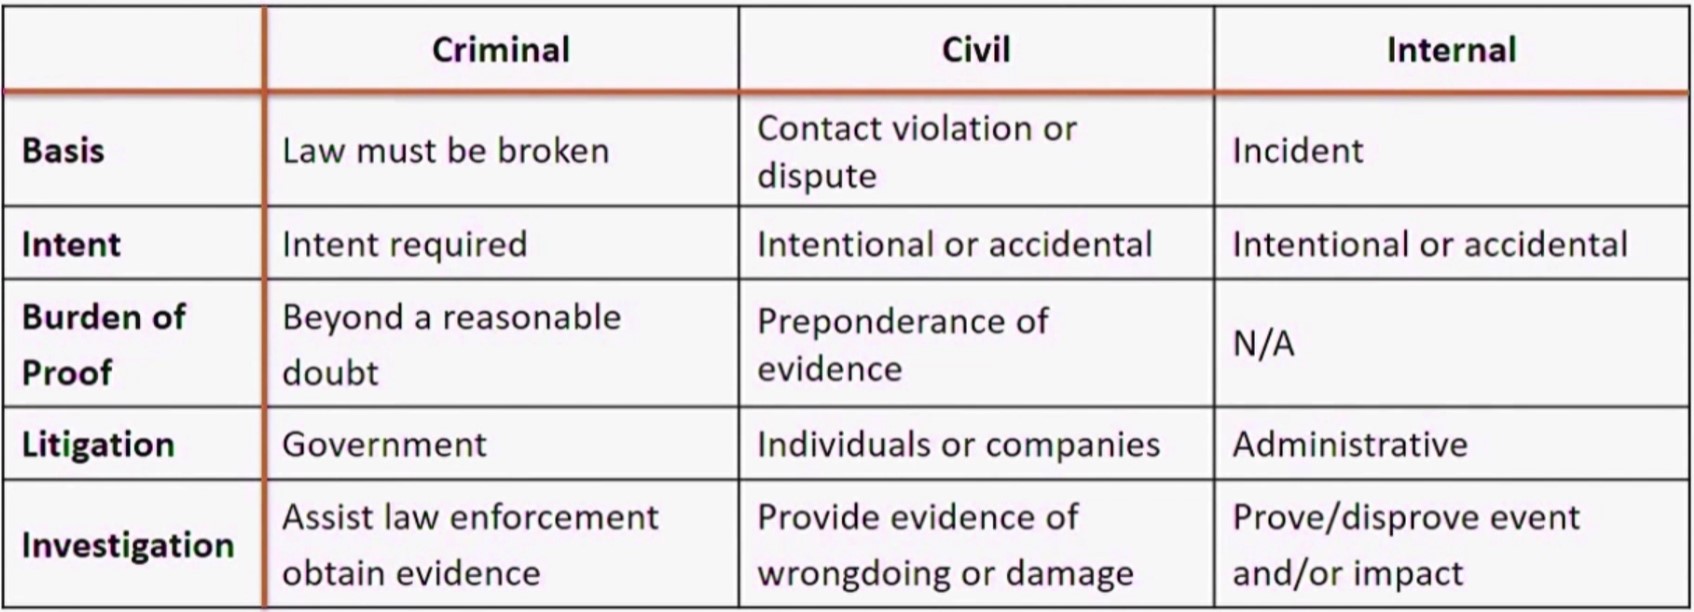 Criminal Civil Internal
Basis Law must be broken Contact violation or dispute Incident
Intent Intent required Intentional or accidental Intentional or accidental
Burden of Proof Beyond a reasonable doubt Preponderance of evidence N/A
Litigation Government Individuals or companies Administrative
Investigation Assist law enforcement obtain evidence Provide evidence of wrongdoing or damage Prove/disprove event and/or impact